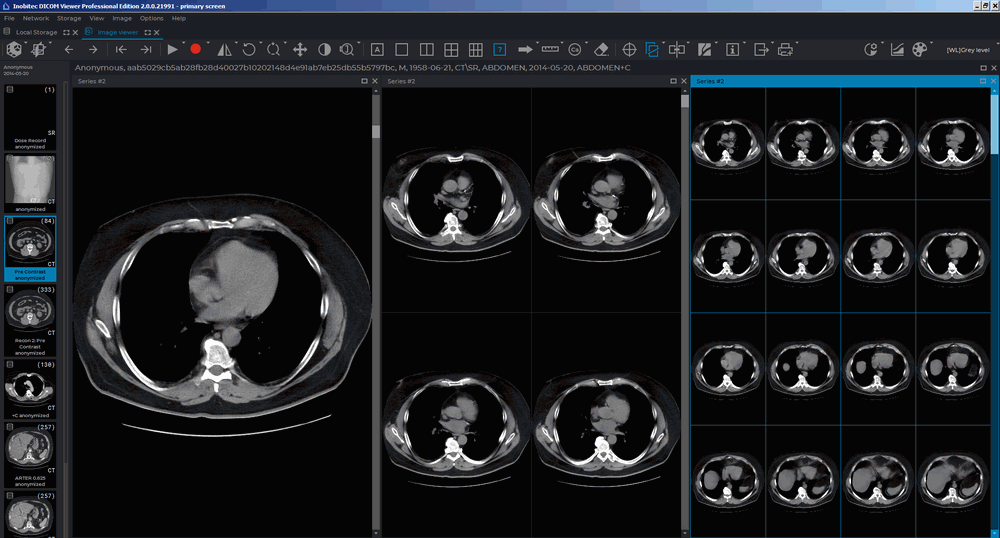 Inobitec DICOM Viewer Professional Edition 2.0.0.21991 - primary screen
File Network Storage View Image Options Help
Local Storage Image viewer
A ? Ca i [WL]Grey level
Anonymous
2014-05-20
Anonymous, aab5029cb5ab28fb28d40027b10202148d4e91ab7eb25db55b5797bc, M, 1958-06-21, CT\SR, ABDOMEN, 2014-05-20, ABDOMEN+C
Series #2 Series #2 Series #2
(1)
SR
Dose Record
anonymized
CT
anonymized
(84)
CT
Pre Contrast
anonymized
(333)
CT
Recon 2: Pre
Contrast
anonymized
(130)
CT
+C anonymized
(257)
CT
ARTER 0.625
anonymized
(257)